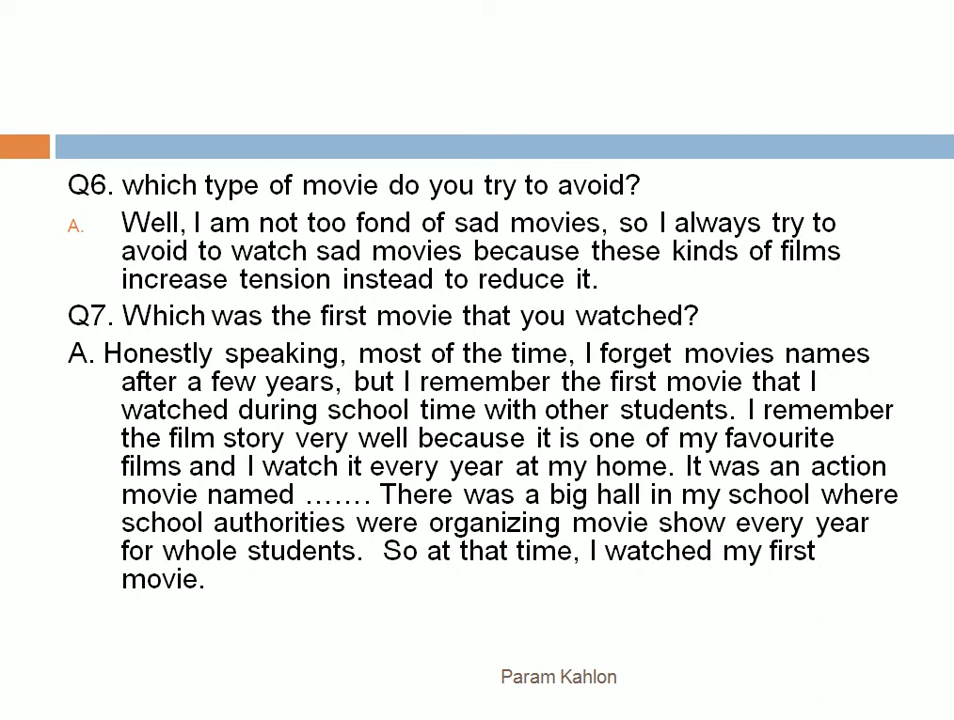 Q6. which type of movie do you try to avoid?
A. Well, I am not too fond of sad movies, so I always try to
avoid to watch sad movies because these kinds of films
increase tension instead to reduce it.
Q7. Which was the first movie that you watched?
A. Honestly speaking, most of the time, I forget movies names
after a few years, but I remember the first movie that I
watched during school time with other students. I remember
the film story very well because it is one of my favourite
films and I watch it every year at my home. It was an action
movie named ……. There was a big hall in my school where
school authorities were organizing movie show every year
for whole students.  So at that time, I watched my first
movie.
Param Kahlon